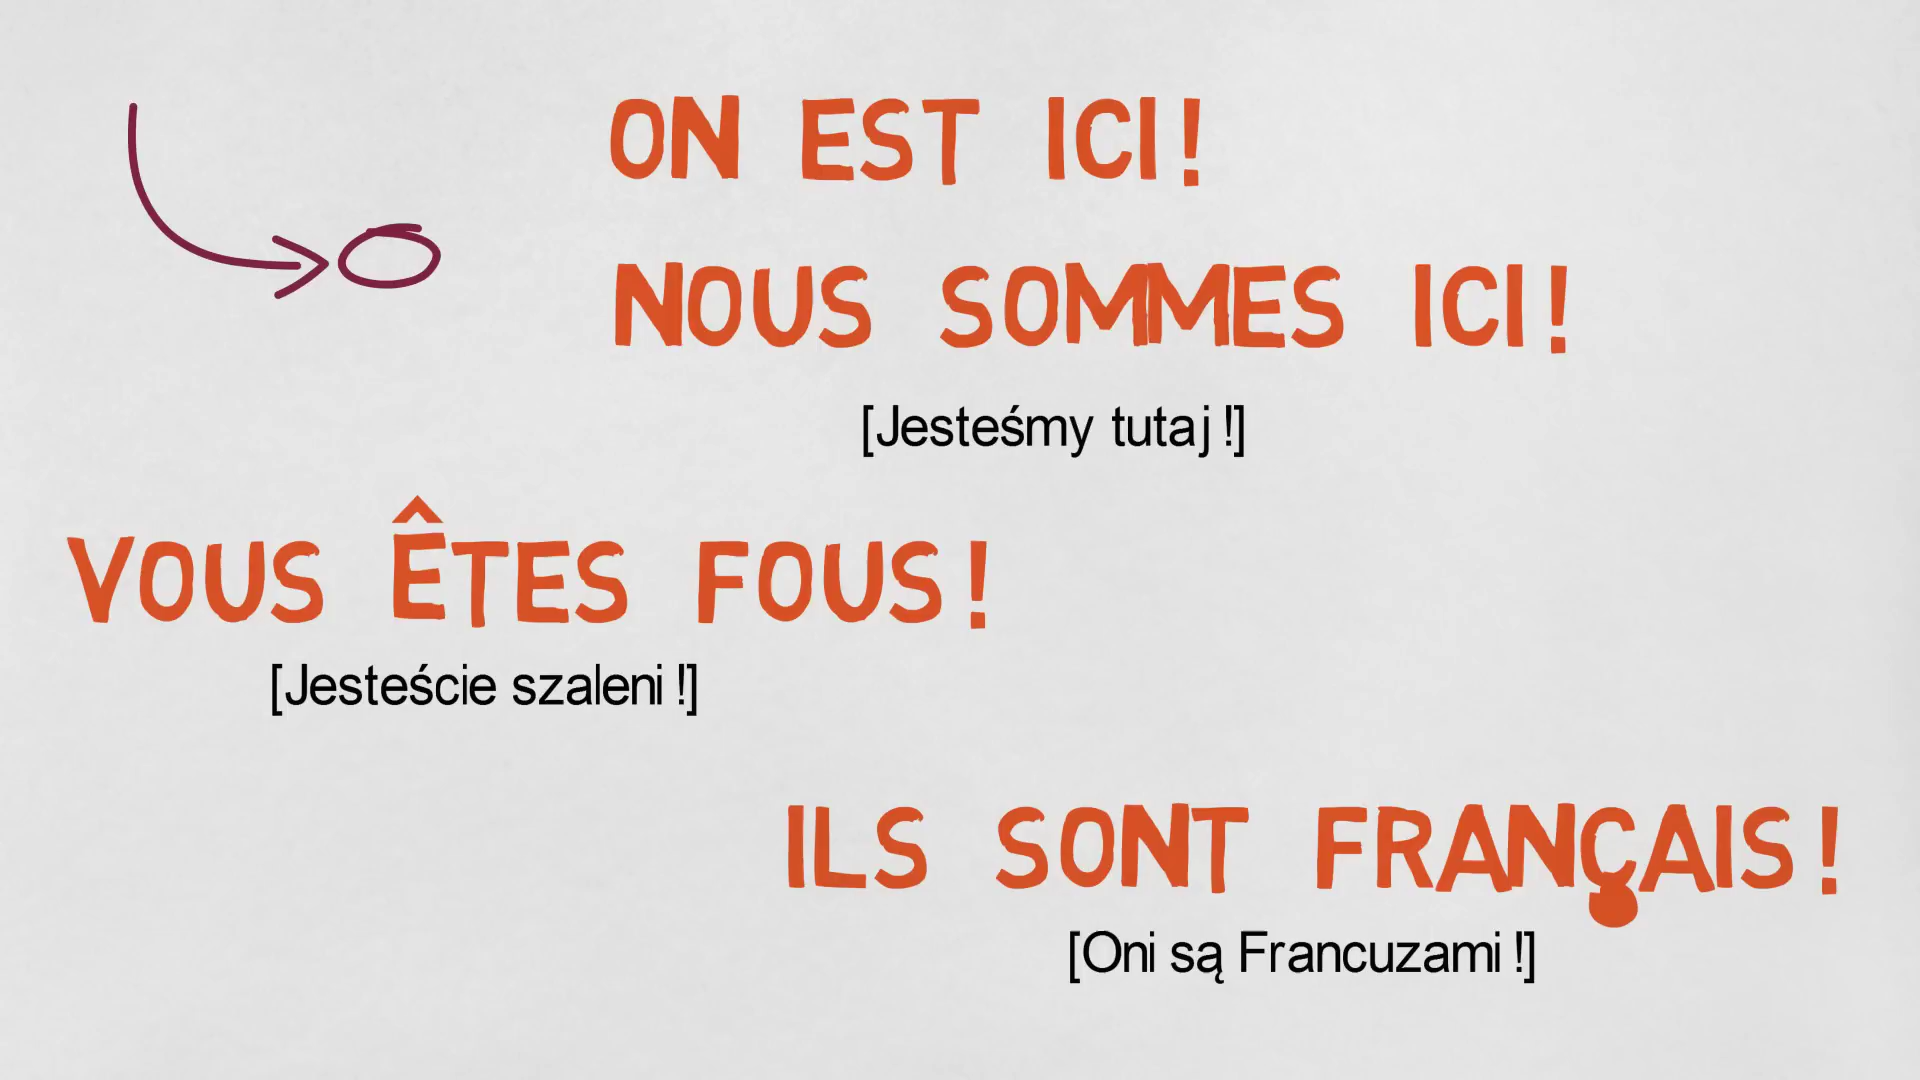 ON EST ICI!
NOUS SOMMES ICI!
[Jesteśmy tutaj !]
VOUS ÊTES FOUS!
[Jesteście szaleni !]
ILS SONT FRANÇAIS!
[Oni są Francuzami !]